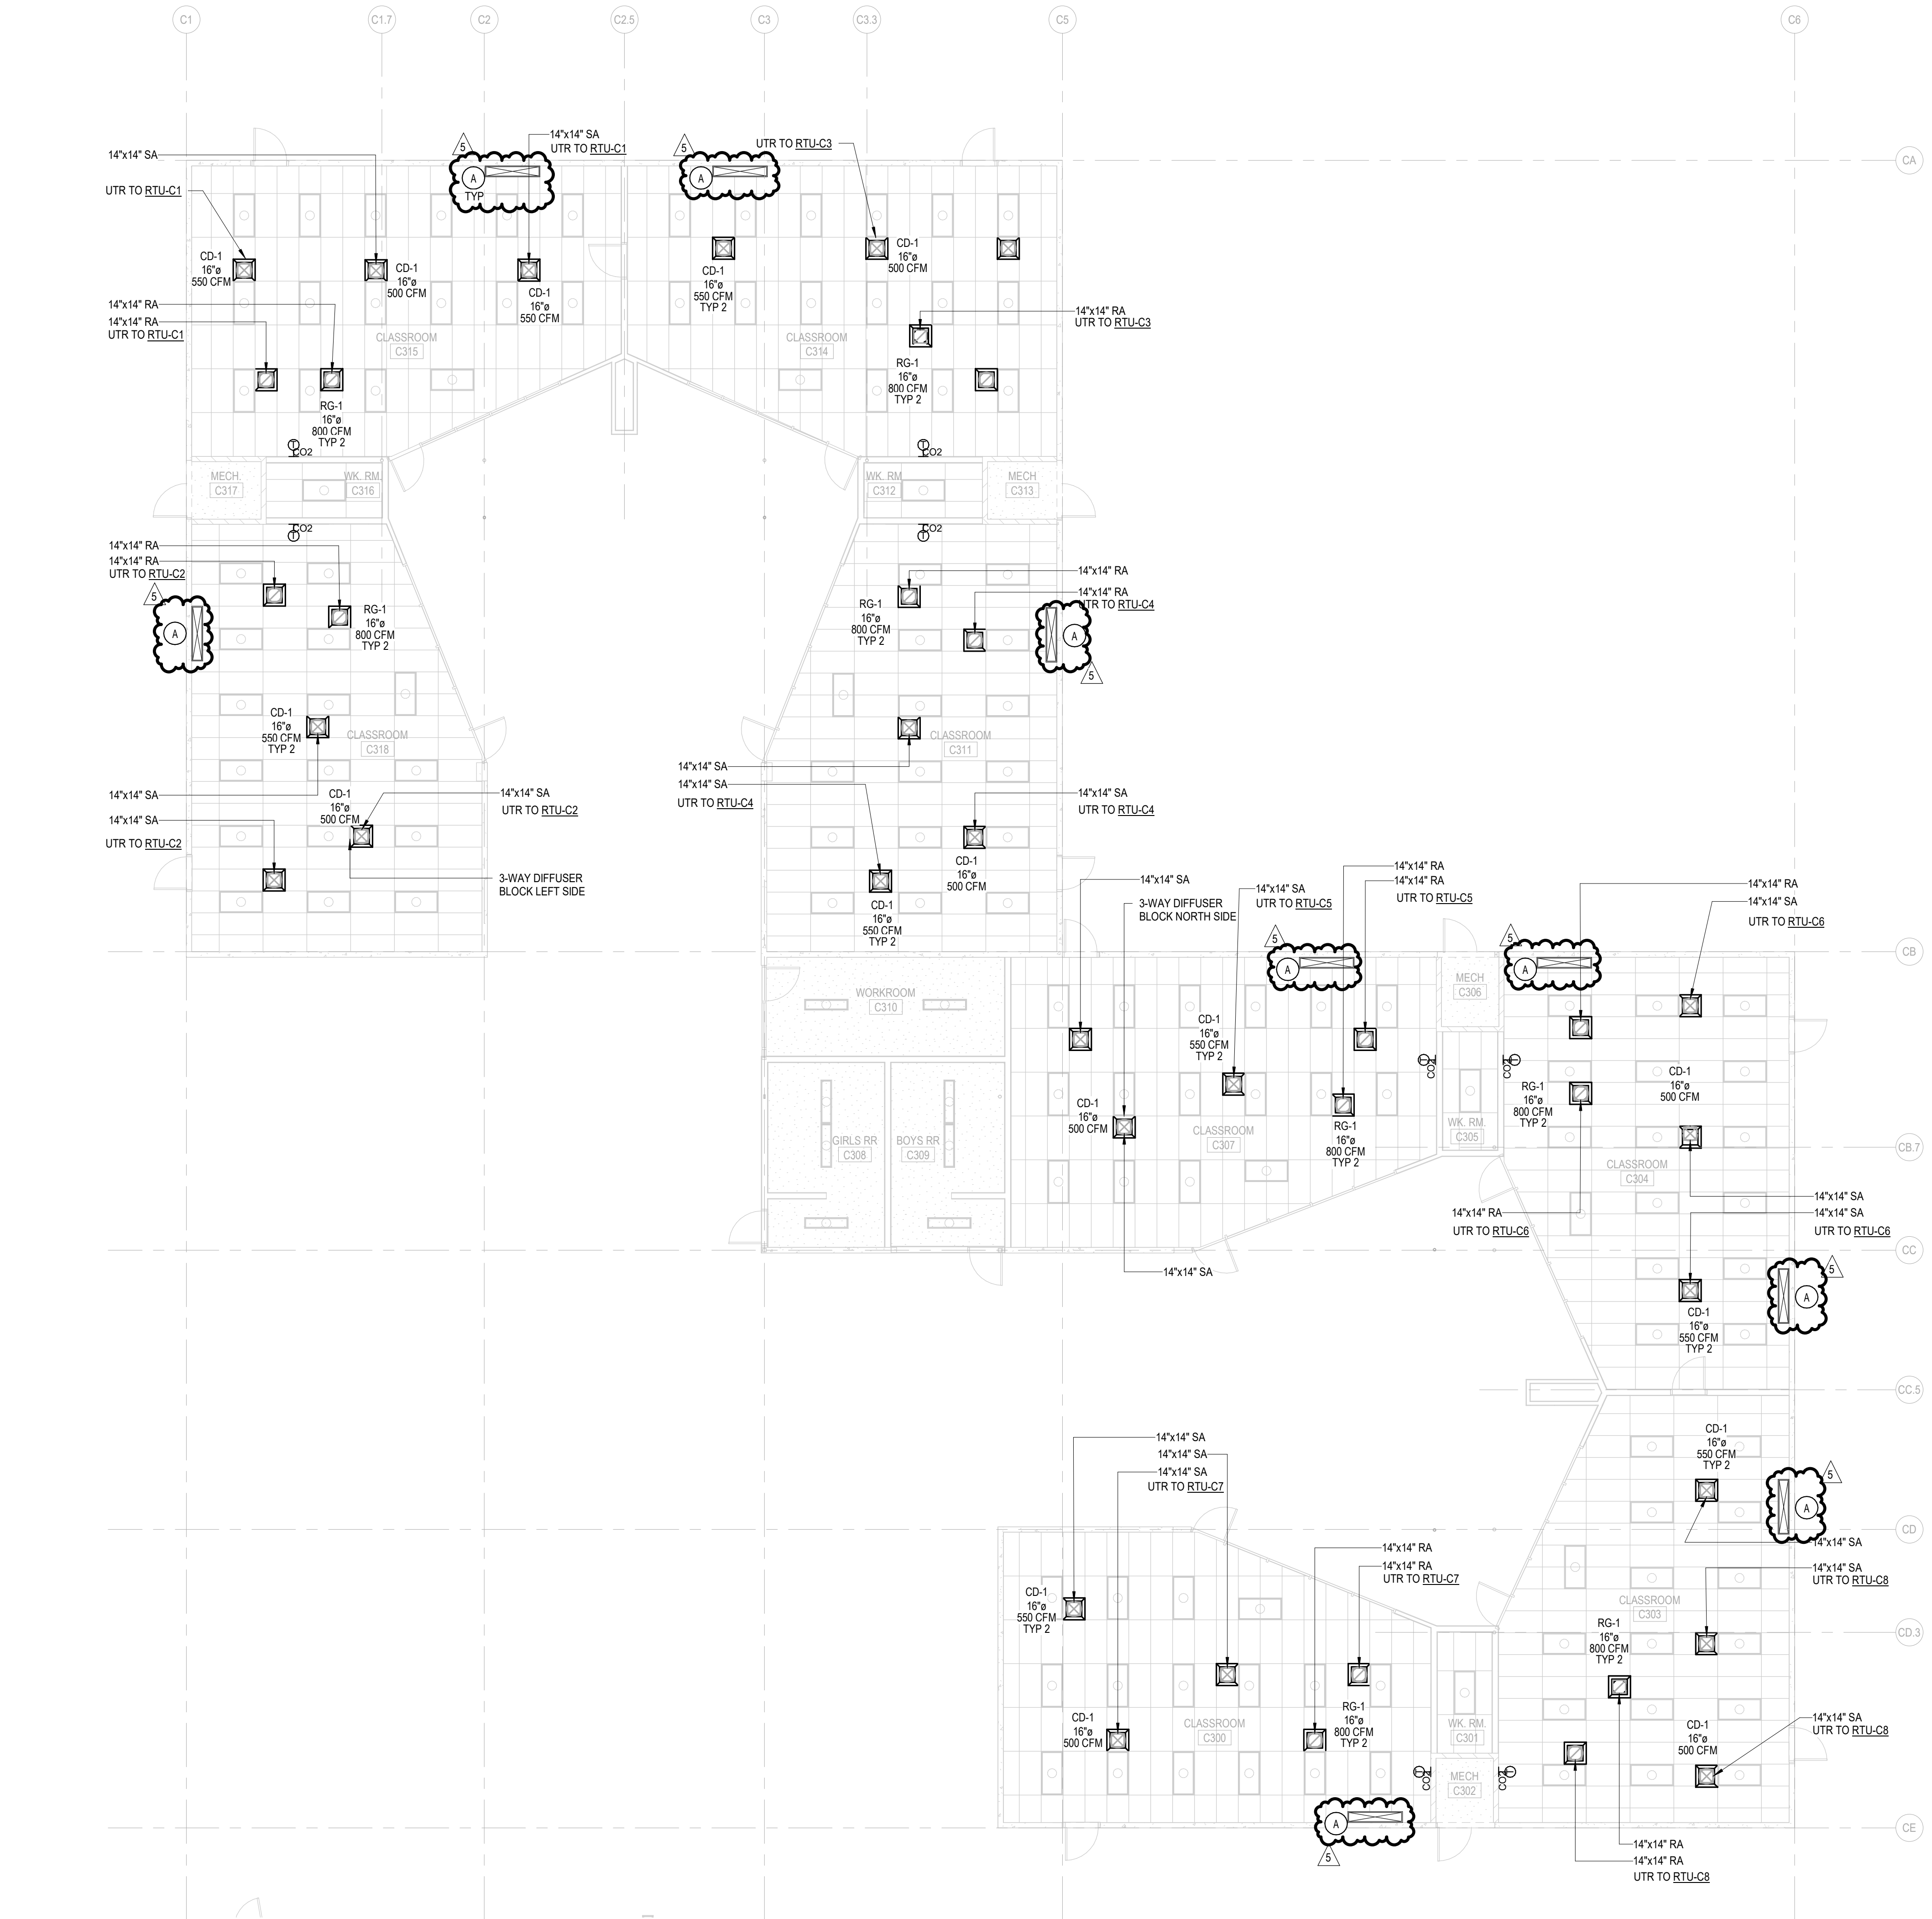 C1
C1.7
C2
C2.5
C3
C3.3
C5
C6
CA
5
A
TYP
14"x14" SA
UTR TO RTU-C1
5
A
UTR TO RTU-C3
14"x14" SA
UTR TO RTU-C1
CD-1
16"ø
550 CFM
CD-1
16"ø
500 CFM
CD-1
16"ø
550 CFM
CD-1
16"ø
550 CFM
TYP 2
CD-1
16"ø
500 CFM
14"x14" RA
14"x14" RA
UTR TO RTU-C1
CLASSROOM
C315
CLASSROOM
C314
14"x14" RA
UTR TO RTU-C3
RG-1
16"ø
800 CFM
TYP 2
RG-1
16"ø
800 CFM
TYP 2
T
CO2
T
CO2
MECH.
C317
WK. RM.
C316
WK. RM
C312
MECH
C313
CO2
T
CO2
T
14"x14" RA
14"x14" RA
UTR TO RTU-C2
5
A
RG-1
16"ø
800 CFM
TYP 2
RG-1
16"ø
800 CFM
TYP 2
14"x14" RA
14"x14" RA
UTR TO RTU-C4
A
5
CD-1
16"ø
550 CFM
TYP 2
CLASSROOM
C318
CLASSROOM
C311
14"x14" SA
14"x14" SA
UTR TO RTU-C2
CD-1
16"ø
500 CFM
14"x14" SA
UTR TO RTU-C2
3-WAY DIFFUSER
BLOCK LEFT SIDE
14"x14" SA
14"x14" SA
UTR TO RTU-C4
14"x14" SA
UTR TO RTU-C4
CD-1
16"ø
500 CFM
CD-1
16"ø
550 CFM
TYP 2
14"x14" SA
3-WAY DIFFUSER
BLOCK NORTH SIDE
14"x14" SA
UTR TO RTU-C5
14"x14" RA
14"x14" RA
UTR TO RTU-C5
14"x14" RA
14"x14" SA
UTR TO RTU-C6
5
A
5
A
CB
WORKROOM
C310
MECH
C306
CD-1
16"ø
550 CFM
TYP 2
CD-1
16"ø
500 CFM
T
CO2
T
CO2
RG-1
16"ø
800 CFM
TYP 2
CD-1
16"ø
500 CFM
GIRLS RR
C308
BOYS RR
C309
CLASSROOM
C307
RG-1
16"ø
800 CFM
TYP 2
WK. RM.
C305
CB.7
CLASSROOM
C304
14"x14" SA
14"x14" SA
UTR TO RTU-C6
14"x14" RA
UTR TO RTU-C6
14"x14" SA
CC
5
A
CD-1
16"ø
550 CFM
TYP 2
CC.5
14"x14" SA
14"x14" SA
14"x14" SA
UTR TO RTU-C7
CD-1
16"ø
550 CFM
TYP 2
5
A
14"x14" SA
CD
14"x14" RA
14"x14" RA
UTR TO RTU-C7
14"x14" SA
UTR TO RTU-C8
CD-1
16"ø
550 CFM
TYP 2
CLASSROOM
C303
RG-1
16"ø
800 CFM
TYP 2
CD.3
CD-1
16"ø
500 CFM
CLASSROOM
C300
RG-1
16"ø
800 CFM
TYP 2
WK. RM.
C301
CD-1
16"ø
500 CFM
14"x14" SA
UTR TO RTU-C8
T
CO2
MECH
C302
T
CO2
A
5
CE
14"x14" RA
14"x14" RA
UTR TO RTU-C8